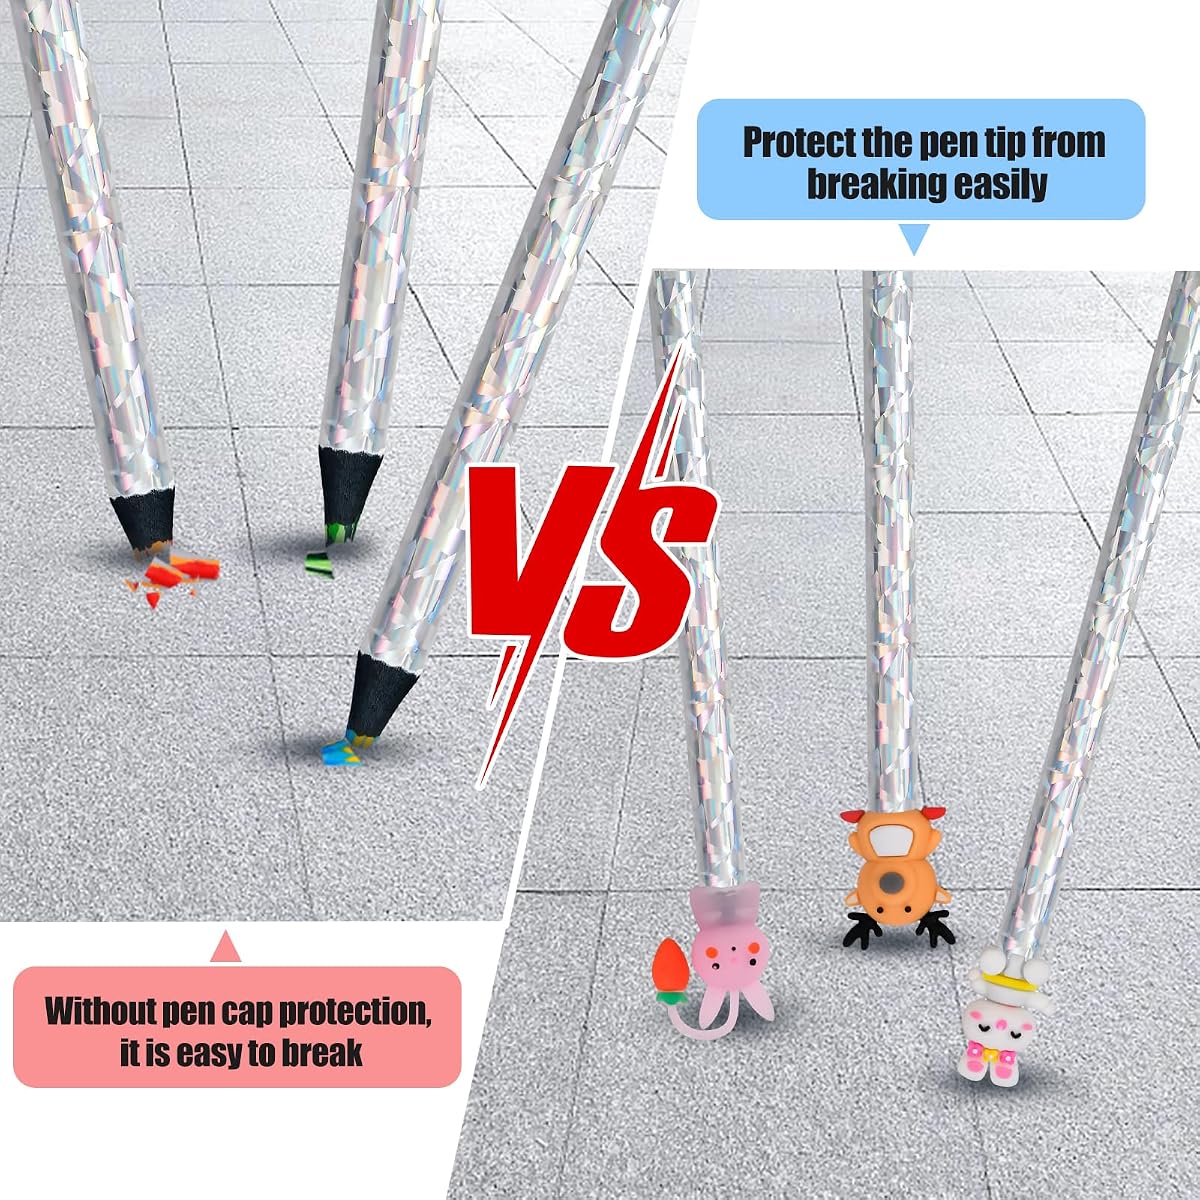 Protect the pen tip from
breaking easily
VS
Without pen cap protection,
it is easy to break